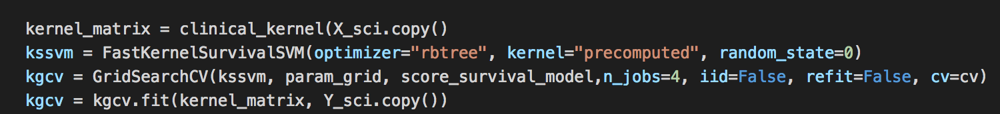 kernel_matrix = clinical_kernel(X_sci.copy()
kssvm = FastKernelSurvivalSVM(optimizer="rbtree", kernel="precomputed", random_state=0)
kgcv = GridSearchCV(kssvm, param_grid, score_survival_model,n_jobs=4, iid=False, refit=False, cv=cv)
kgcv = kgcv.fit(kernel_matrix, Y_sci.copy())